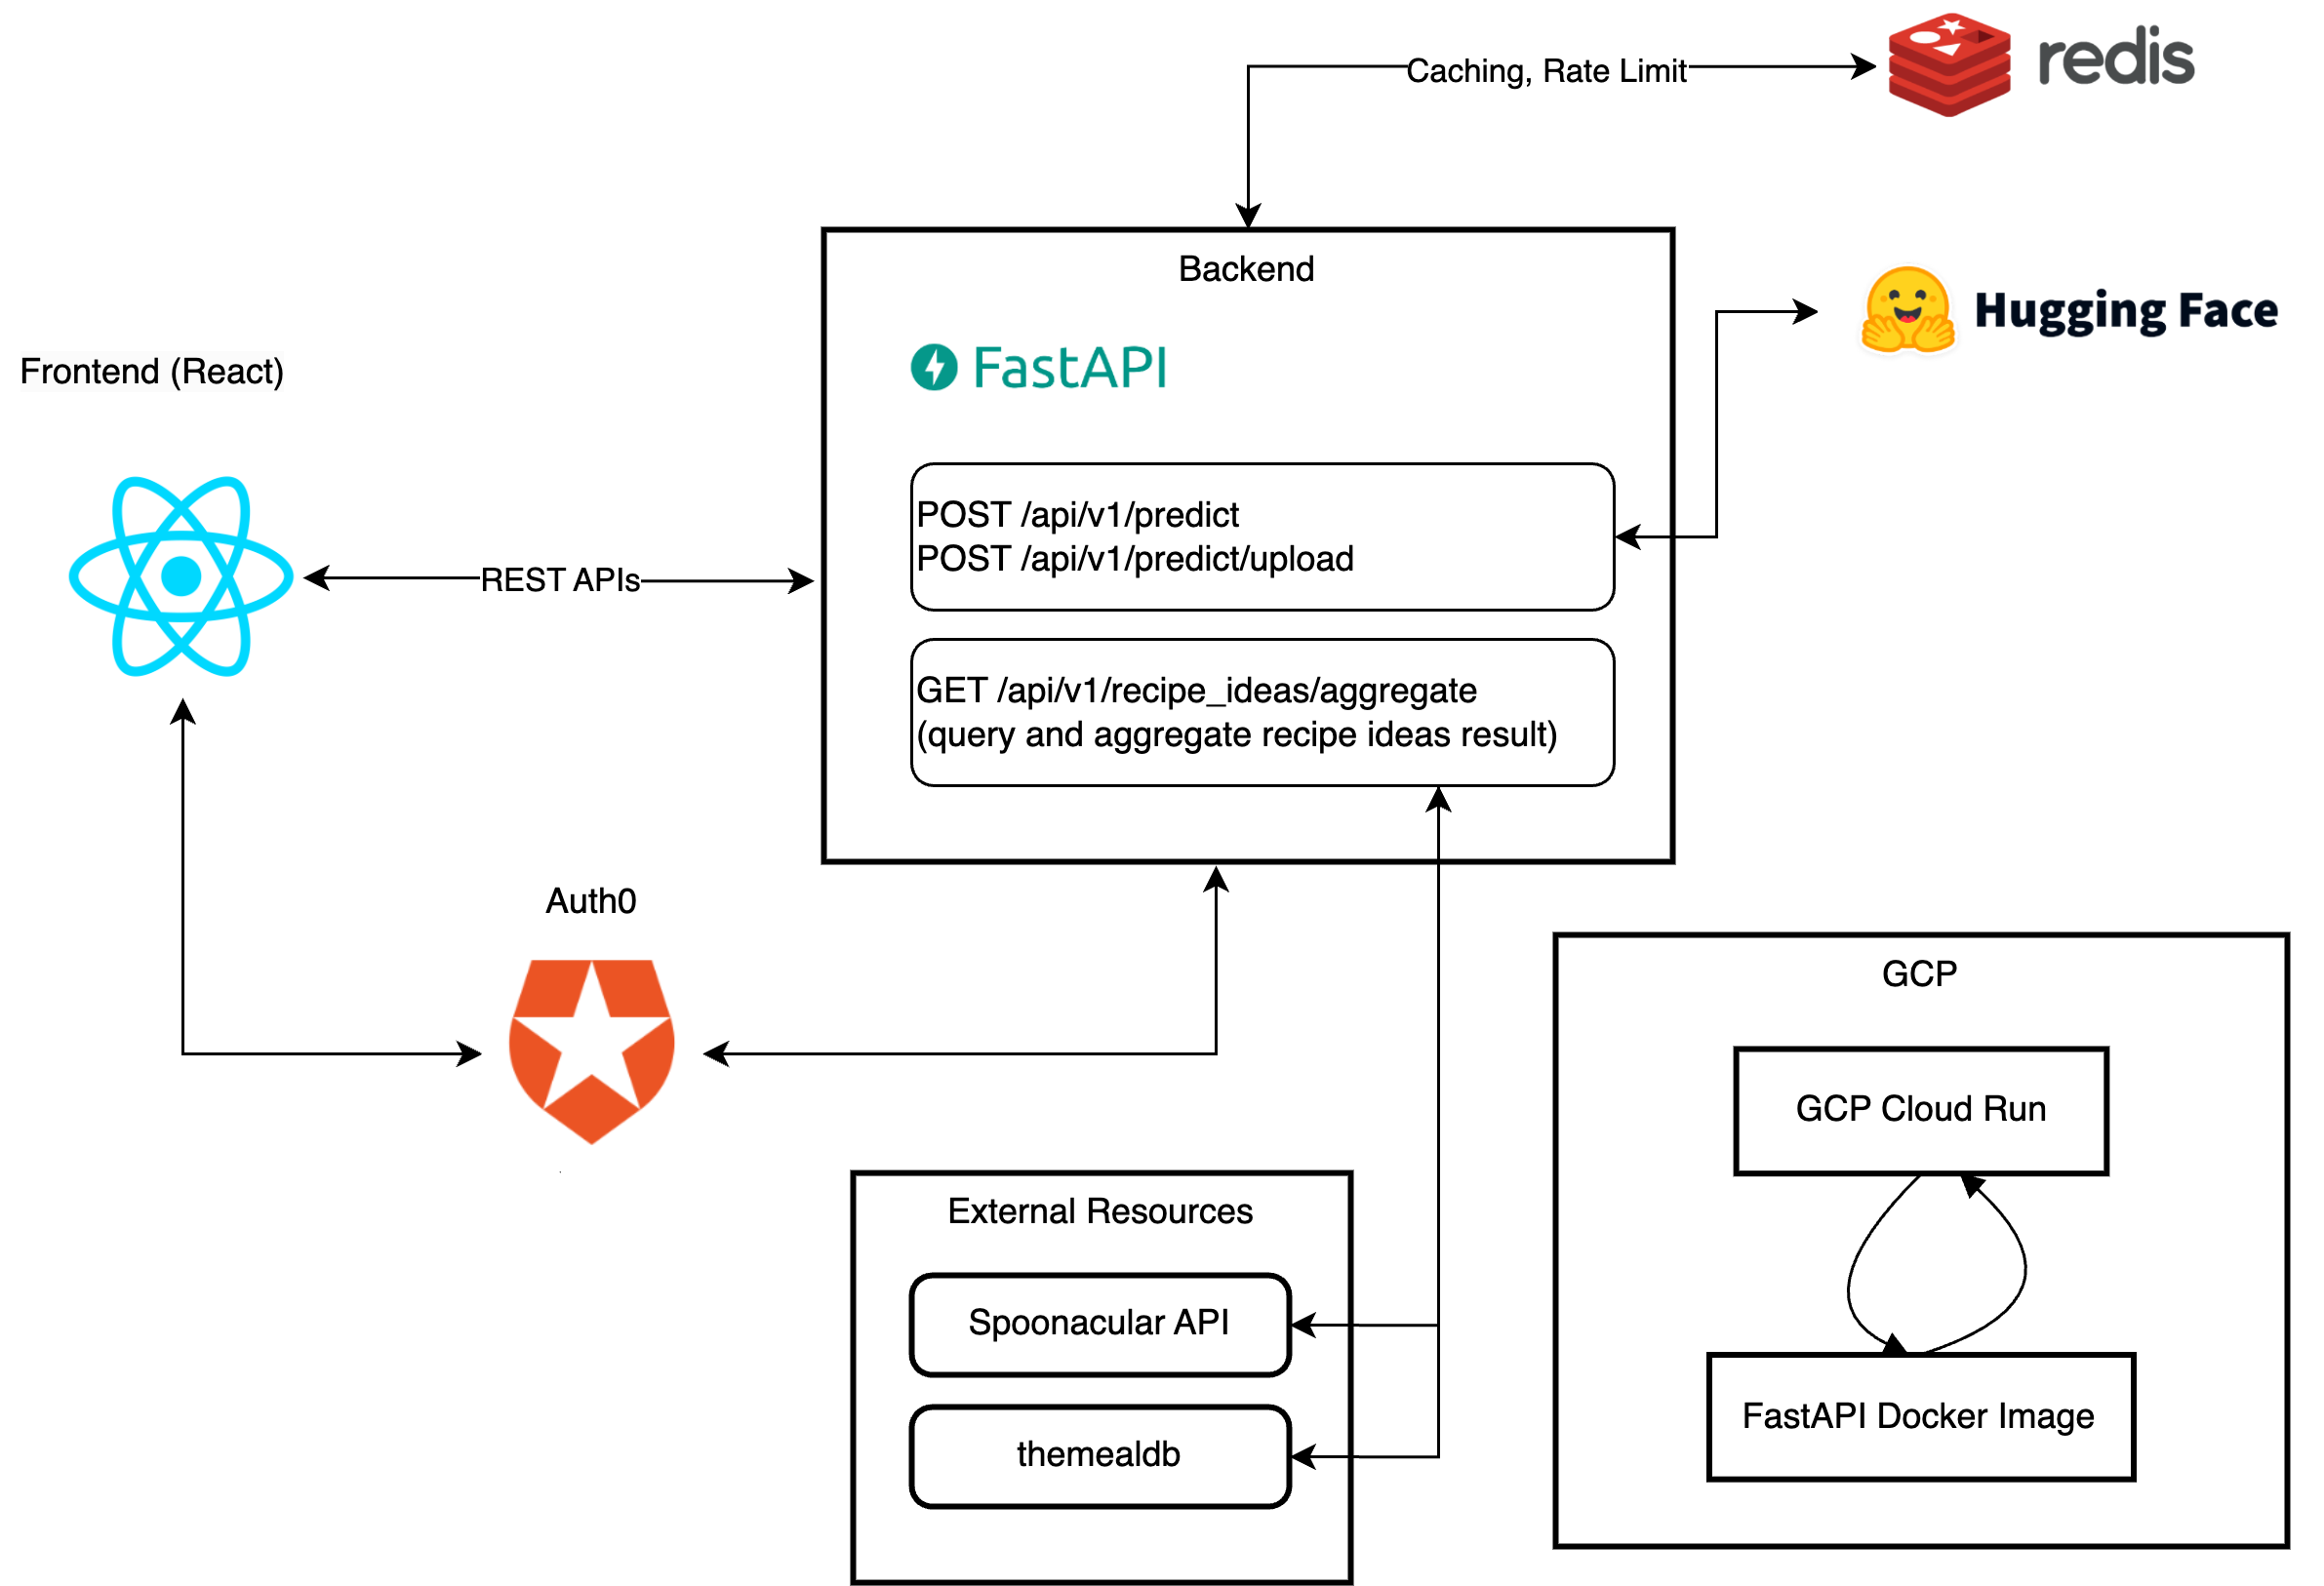 Caching, Rate Limit
redis
Backend
Hugging Face
FastAPI
Frontend (React)
POST /api/v1/predict
POST /api/v1/predict/upload
REST APIs
GET /api/v1/recipe_ideas/aggregate
(query and aggregate recipe ideas result)
Auth0
GCP
GCP Cloud Run
External Resources
Spoonacular API
FastAPI Docker Image
themealdb